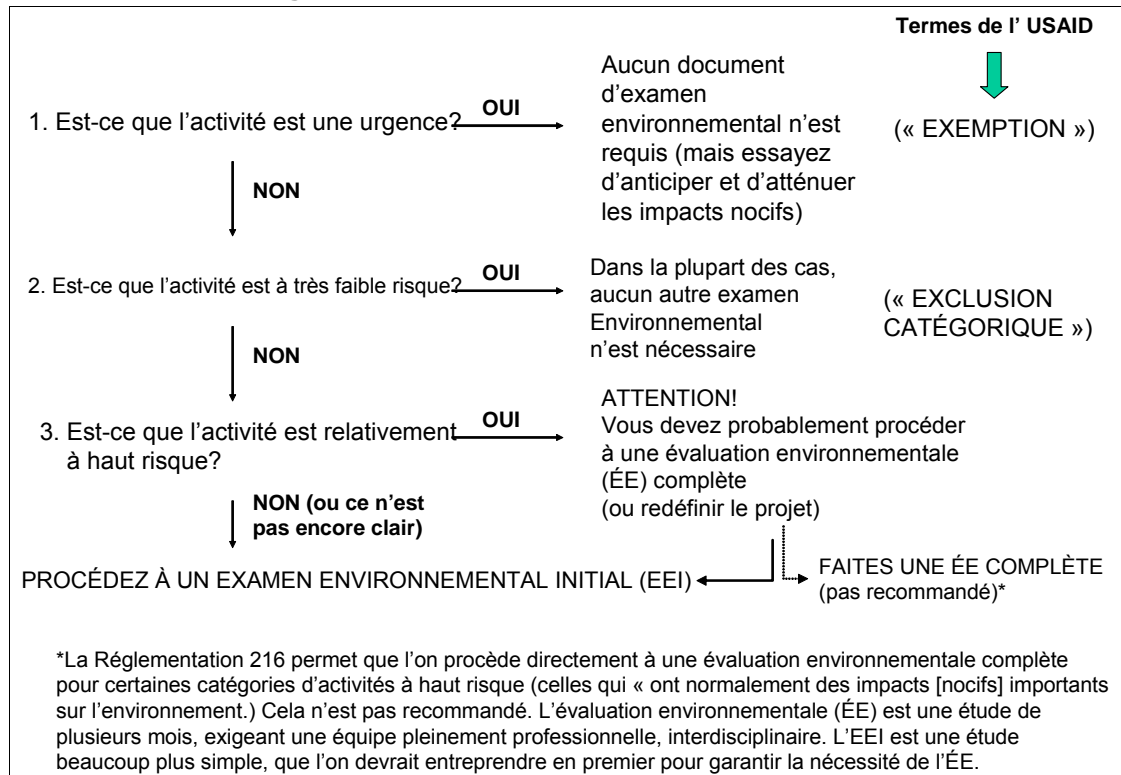 Termes de l' USAID
1. Est-ce que l'activité est une urgence?
OUI
Aucun document
d'examen
environnemental n'est
requis (mais essayez
d'anticiper et d'atténuer
les impacts nocifs)
(« EXEMPTION »)
NON
2. Est-ce que l'activité est à très faible risque?
OUI
Dans la plupart des cas,
aucun autre examen
Environnemental
n'est nécessaire
(« EXCLUSION
CATÉGORIQUE »)
NON
3. Est-ce que l'activité est relativement
à haut risque?
OUI
ATTENTION!
Vous devez probablement procéder
à une évaluation environnementale
(ÉE) complète
(ou redéfinir le projet)
NON (ou ce n'est
pas encore clair)
PROCÉDEZ À UN EXAMEN ENVIRONNEMENTAL INITIAL (EEI)
FAITES UNE ÉE COMPLÈTE
(pas recommandé)*
*La Réglementation 216 permet que l'on procède directement à une évaluation environnementale complète
pour certaines catégories d'activités à haut risque (celles qui « ont normalement des impacts [nocifs] importants
sur l'environnement.) Cela n'est pas recommandé. L'évaluation environnementale (ÉE) est une étude de
plusieurs mois, exigeant une équipe pleinement professionnelle, interdisciplinaire. L'EEI est une étude
beaucoup plus simple, que l'on devrait entreprendre en premier pour garantir la nécessité de l'ÉE.